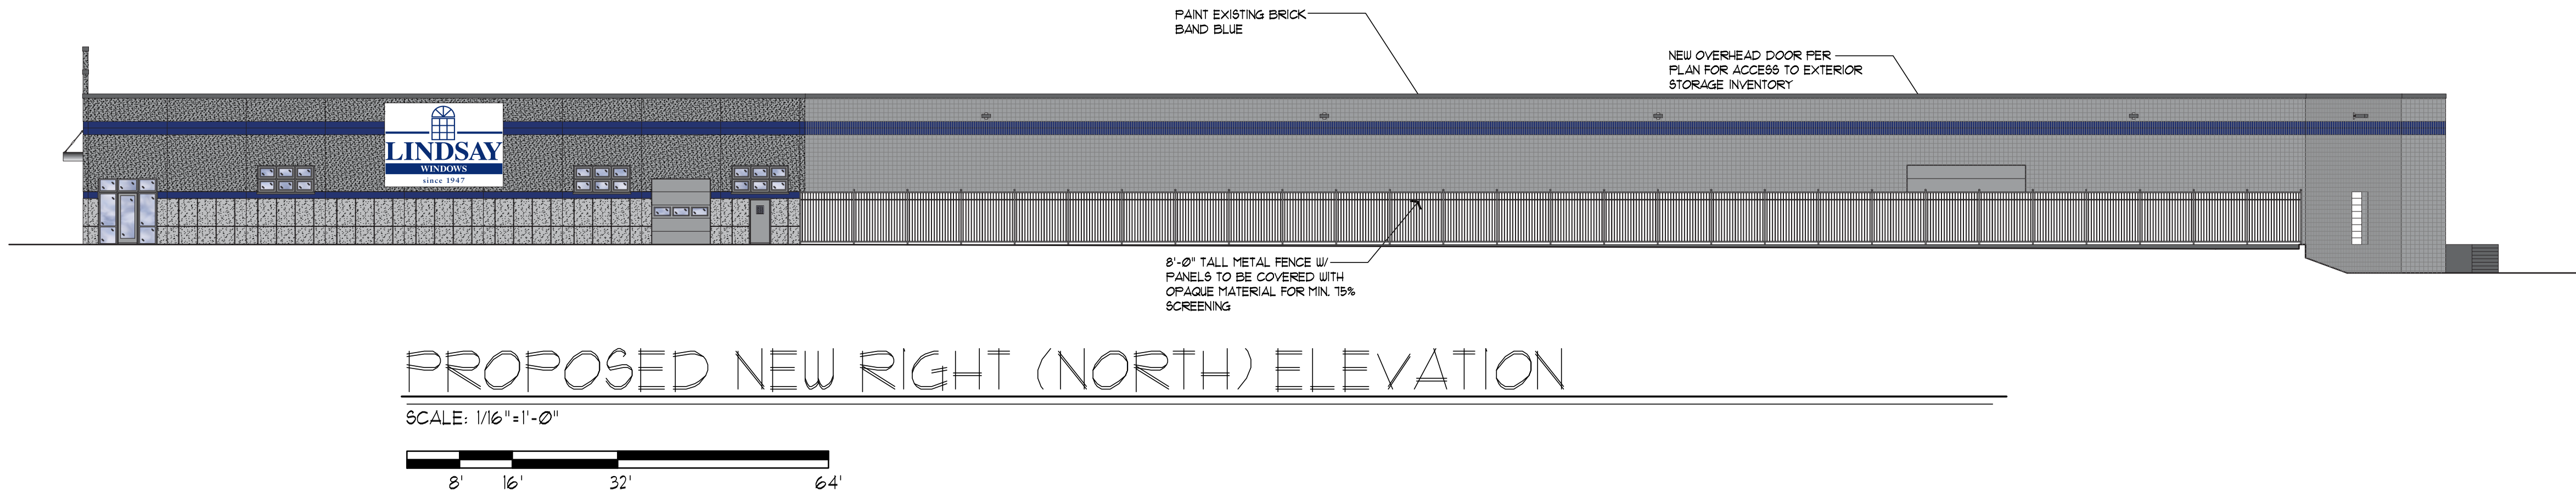 PAINT EXISTING BRICK
BAND BLUE
NEW OVERHEAD DOOR PER
PLAN FOR ACCESS TO EXTERIOR
STORAGE INVENTORY
LINDSAY
WINDOWS
since 1947
8'-0" TALL METAL FENCE W/
PANELS TO BE COVERED WITH
OPAQUE MATERIAL FOR MIN. 75%
SCREENING
PROPOSED NEW RIGHT (NORTH) ELEVATION
SCALE: 1/16"=1'-0"
8' 16' 32' 64'